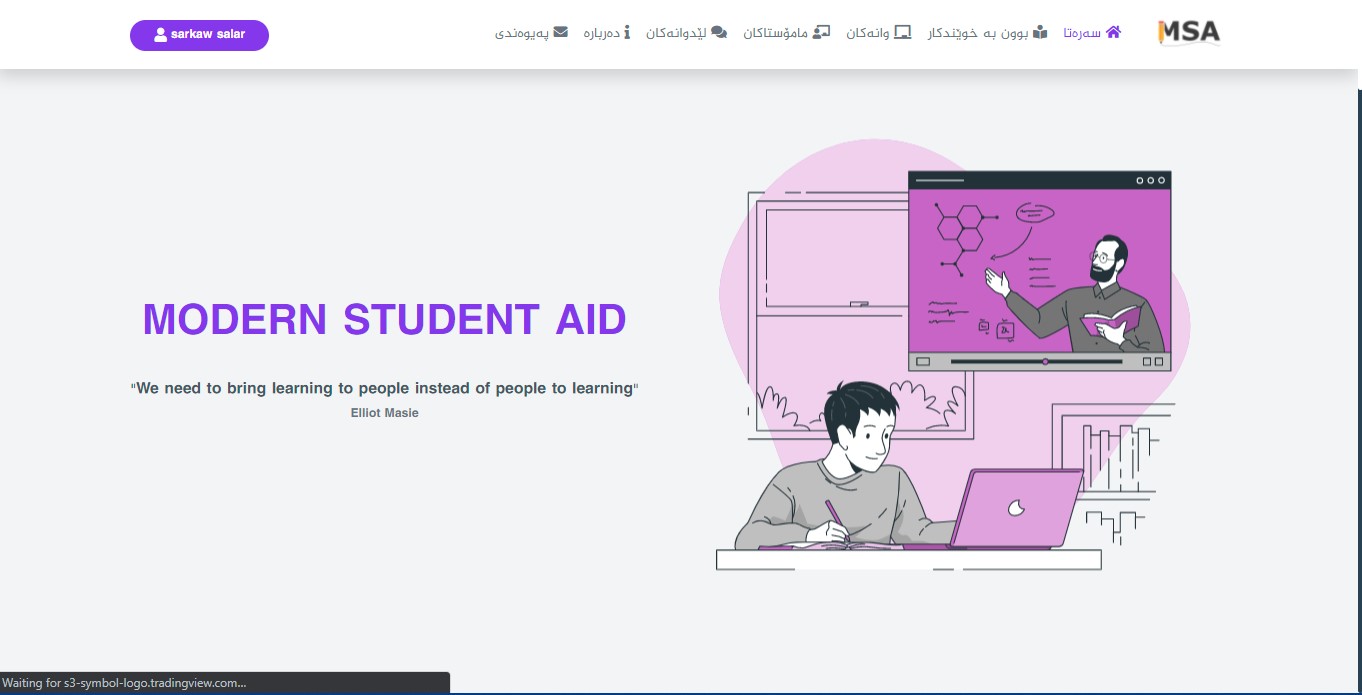 MSA
سەرەتا
بوون بە خوێندکار
وانەکان
مامۆستاکان
لێدوانەکان
دەربارە
پەیوەندی
sarkaw salar
MODERN STUDENT AID
"We need to bring learning to people instead of people to learning"
Elliot Masie
Waiting for s3-symbol-logo.tradingview.com...